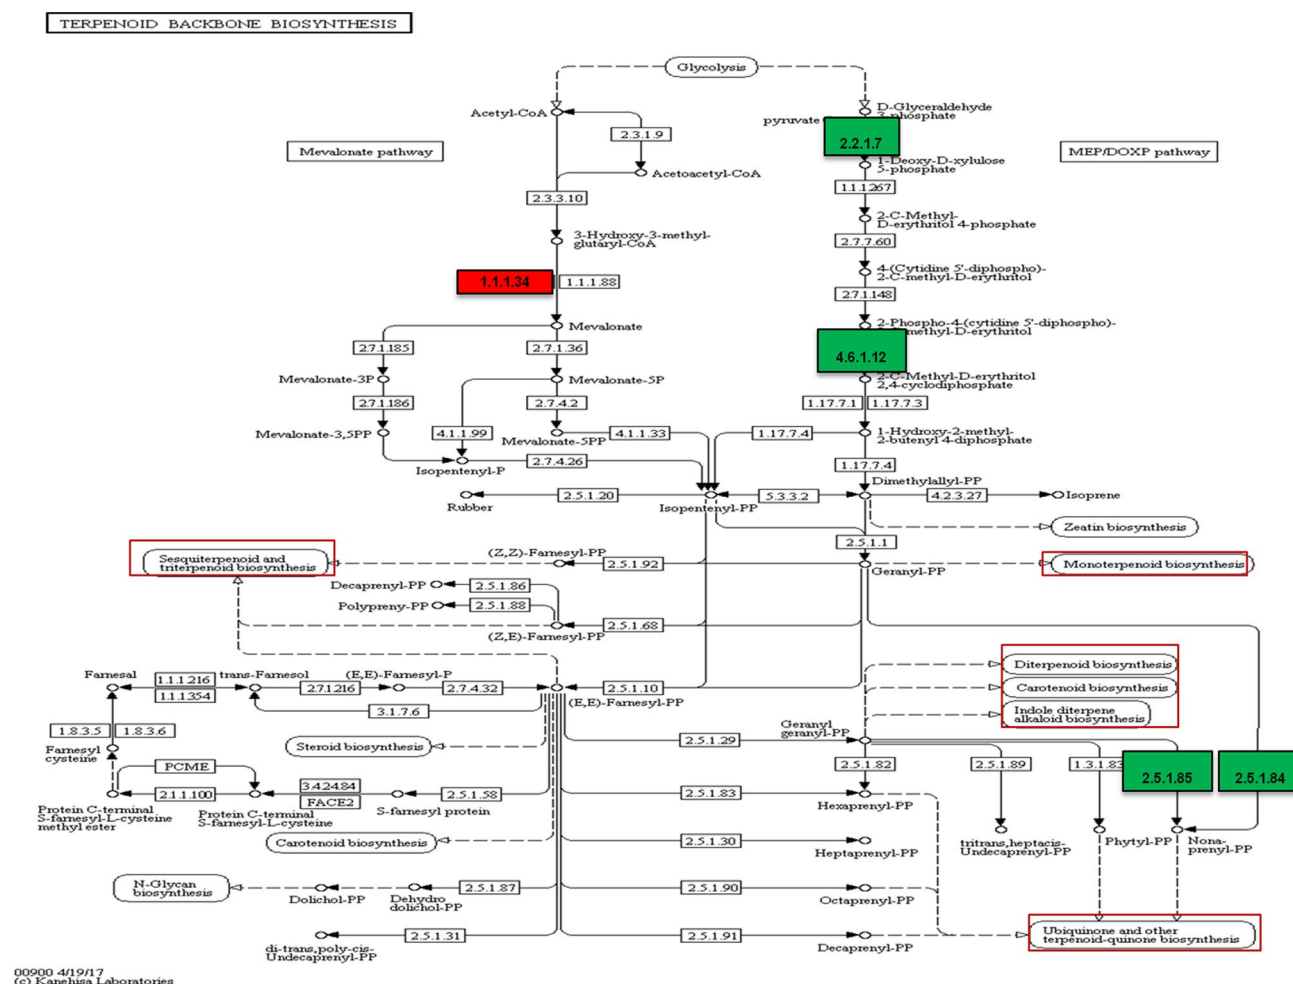 TERPENOID BACKBONE BIOSYNTHESIS
Glycolysis
Acetyl-CoA
D-Glyceraldehyde
3-phosphate
pyruvate
2.3.1.9
2.2.1.7
Mevalonate pathway
MEP/DOXP pathway
Acetoacetyl-CoA
1-Deoxy-D-xylulose
5-phosphate
2.3.3.10
1.1.1.267
2-C-Methyl-
D-erythritol 4-phosphate
3-Hydroxy-3-methyl-
glutaryl-CoA
2.7.7.60
4-(Cytidine 5'-diphospho)-
2-C-methyl-D-erythritol
1.1.1.34
1.1.1.88
2.7.1.148
Mevalonate
2-Phospho-4-(cytidine 5'-diphospho)-
methyl-D-erythritol
2.7.1.185
2.7.1.36
4.6.1.12
Mevalonate-3P
Mevalonate-5P
2-C-Methyl-D-erythritol
2,4-cyclodiphosphate
2.7.1.186
2.7.4.2
1.17.7.1
1.17.7.3
Mevalonate-3,5PP
4.1.1.99
Mevalonate-5PP
4.1.1.33
1.17.7.4
1-Hydroxy-2-methyl-
2-butenyl 4-diphosphate
Isopentenyl-P
2.7.4.26
1.17.7.4
Dimethylallyl-PP
Rubber
2.5.1.20
Isopentenyl-PP
5.3.3.2
4.2.3.27
Isoprene
Zeatin biosynthesis
2.5.1.1
Sesquiterpenoid and
triterpenoid biosynthesis
(Z,Z)-Farnesyl-PP
2.5.1.92
Geranyl-PP
Monoterpenoid biosynthesis
Decaprenyl-PP
2.5.1.86
Polypreny-PP
2.5.1.88
(Z,E)-Farnesyl-PP
2.5.1.68
Diterpenoid biosynthesis
Farnesal
1.1.1.216
1.1.1.354
trans-Farnesol
(E,E)-Farnesyl-P
2.7.1.216
2.7.4.32
2.5.1.10
(E,E)-Farnesyl-PP
Carotenoid biosynthesis
3.1.7.6
Indole diterpene
alkaloid biosynthesis
1.8.3.5
1.8.3.6
Geranyl
geranyl-PP
Farnesyl
cysteine
Steroid biosynthesis
2.5.1.29
PCME
2.5.1.82
2.5.1.89
1.3.1.83
2.5.1.85
2.5.1.84
2.1.1.100
3.4.24.84
FACE2
2.5.1.58
2.5.1.83
Protein C-terminal
S-farnesyl-L-cysteine
methyl ester
Protein C-terminal
S-farnesyl-L-cysteine
S-farnesyl protein
Hexaprenyl-PP
Carotenoid biosynthesis
2.5.1.30
Heptaprenyl-PP
tritrans,heptacis-
Undecaprenyl-PP
Phytyl-PP
Nona-
prenyl-PP
N-Glycan
biosynthesis
Dolichol-PP
Dehydro
dolichol-PP
2.5.1.87
2.5.1.90
Octaprenyl-PP
di-trans,poly-cis-
Undecaprenyl-PP
2.5.1.31
2.5.1.91
Decaprenyl-PP
Ubiquinone and other
terpenoid-quinone biosynthesis
00900 4/19/17
(c) Kanehisa Laboratories